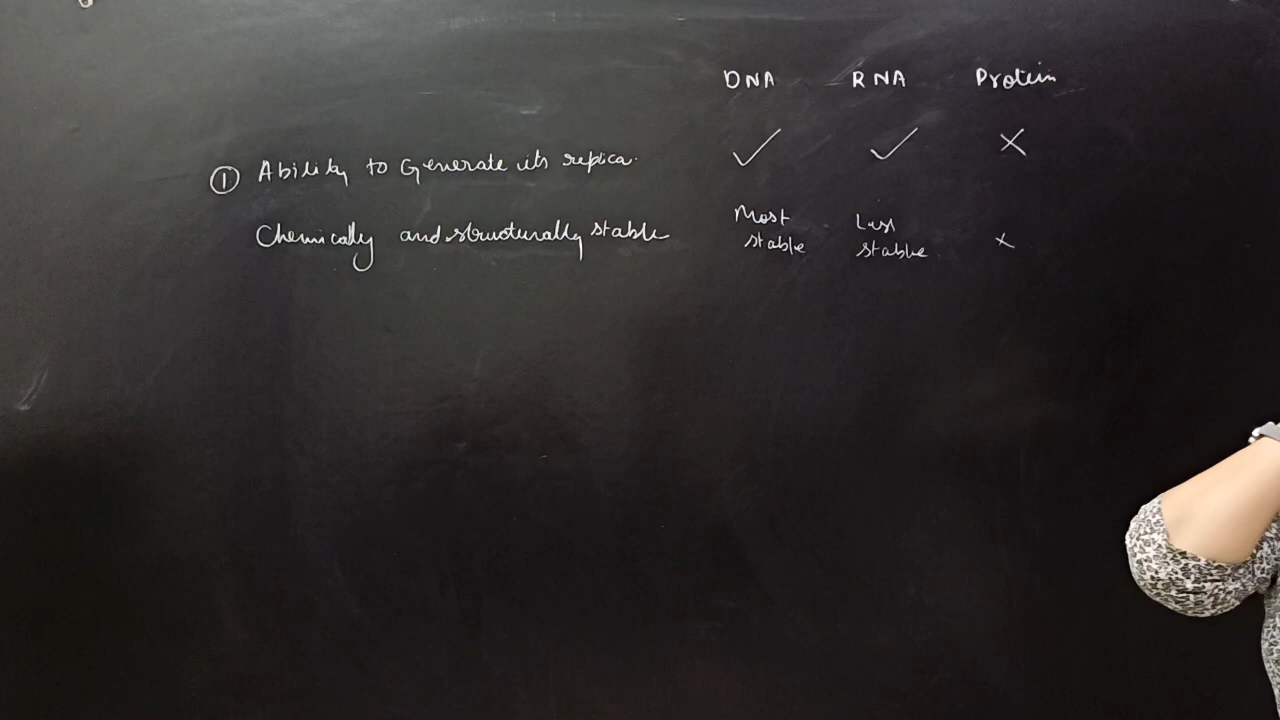 DNA RNA Protein
① Ability to Generate its replica. ✓ ✓ ×
Chemically and structurally stable Most stable Less stable ×